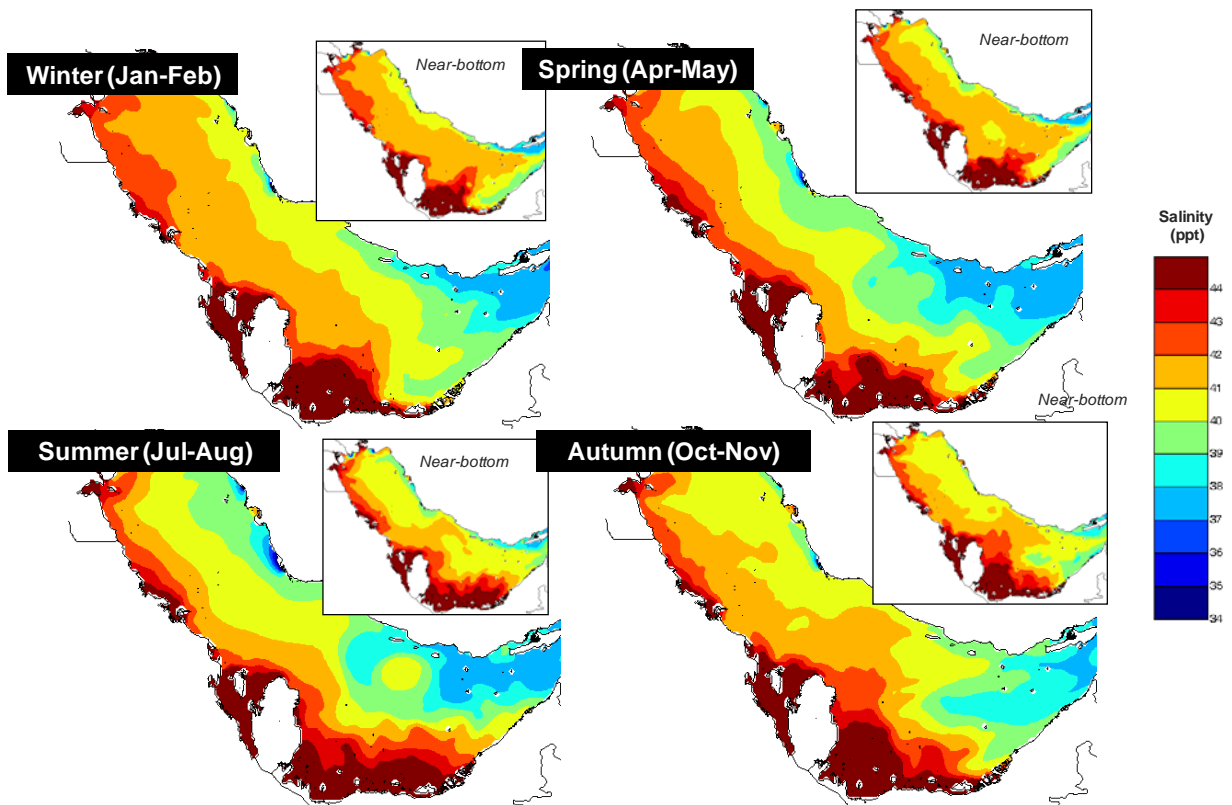 Winter (Jan-Feb)
Near-bottom
Spring (Apr-May)
Near-bottom
Summer (Jul-Aug)
Near-bottom
Autumn (Oct-Nov)
Near-bottom
Salinity
(ppt)
44
43
42
41
40
39
38
37
36
35
34